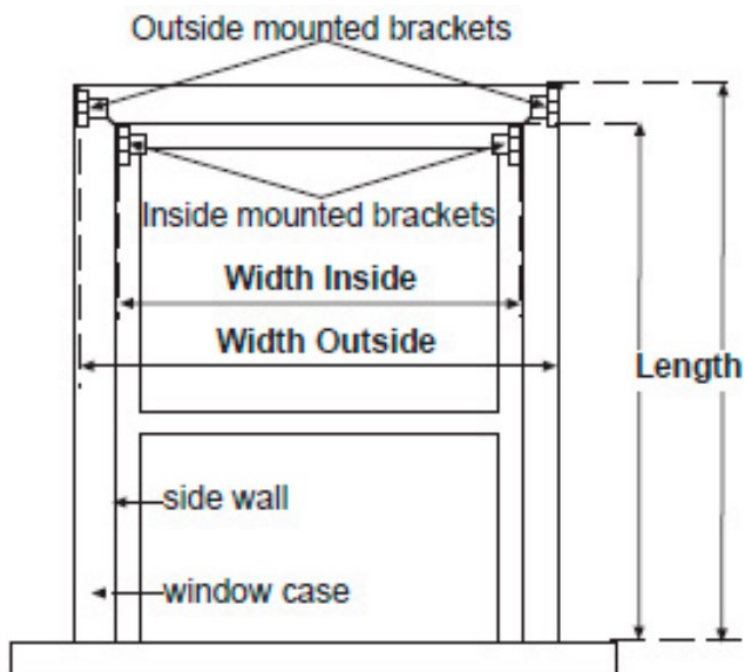 Outside mounted brackets
Inside mounted brackets
Width Inside
Width Outside
Length
side wall
window case